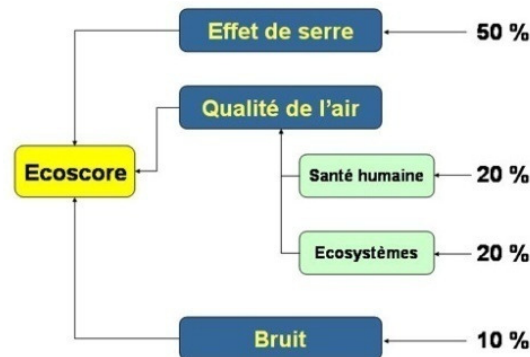 Effet de serre 50 %
Qualité de l'air
Ecoscore
Santé humaine 20 %
Ecosystèmes 20 %
Bruit 10 %